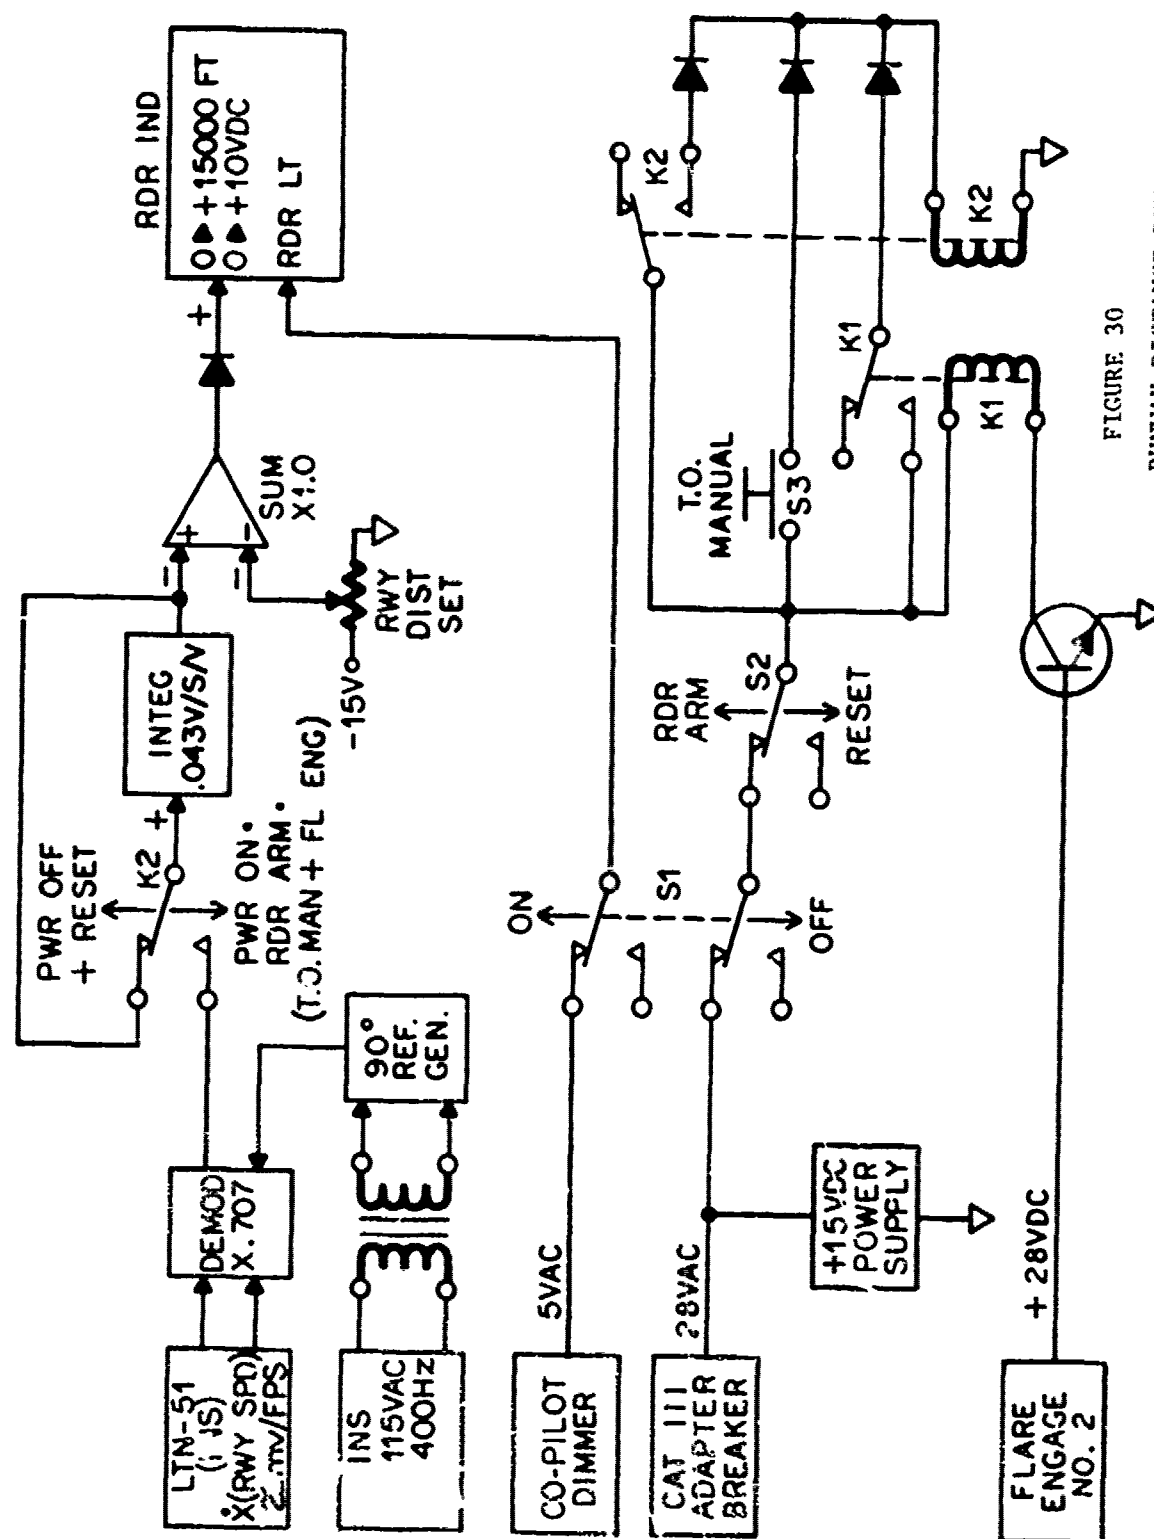 LTN-51
Ẋ(RWY SPD)
DEMOD
X.707
INS
115VAC
400HZ
90°
REF.
GEN.
PWR OFF
+ RESET
K2
+
PWR ON•
RDR ARM•
(T.O. MAN + FL ENG)
INTEG
.043V/S/V
−
+
−
−
SUM
X1.0
-15V
RWY
DIST
SET
+
RDR IND
0▶+15000 FT
0▶+10VDC
RDR LT
CO-PILOT
DIMMER
5VAC
CAT III
ADAPTER
BREAKER
28VAC
+15VDC
POWER
SUPPLY
ON
S1
OFF
RDR
ARM
S2
RESET
T.O.
MANUAL
S3
K2
K1
K1
K2
FLARE
ENGAGE
NO. 2
+28VDC
FIGURE 30